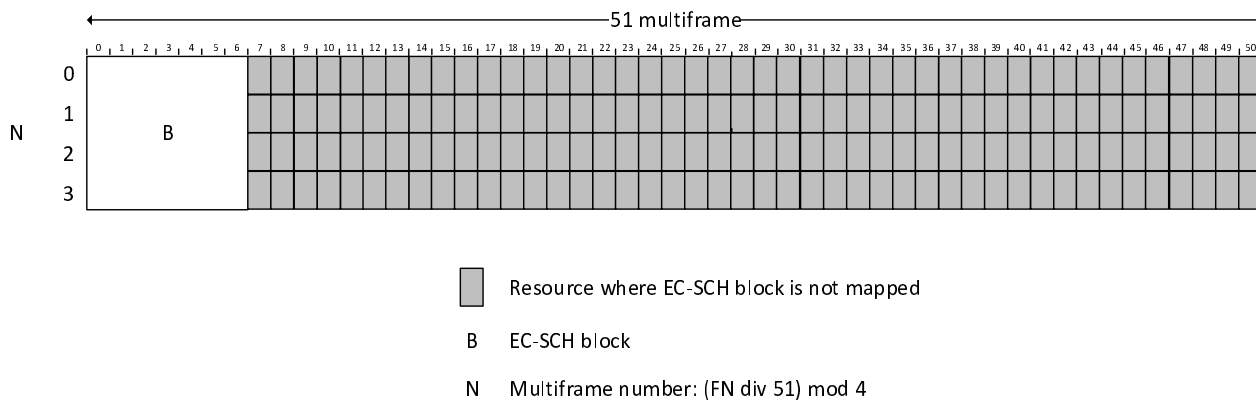 51 multiframe
0 1 2 3 4 5 6 7 8 9 10 11 12 13 14 15 16 17 18 19 20 21 22 23 24 25 26 27 28 29 30 31 32 33 34 35 36 37 38 39 40 41 42 43 44 45 46 47 48 49 50
0
1
N B
2
3
Resource where EC-SCH block is not mapped
B EC-SCH block
N Multiframe number: (FN div 51) mod 4